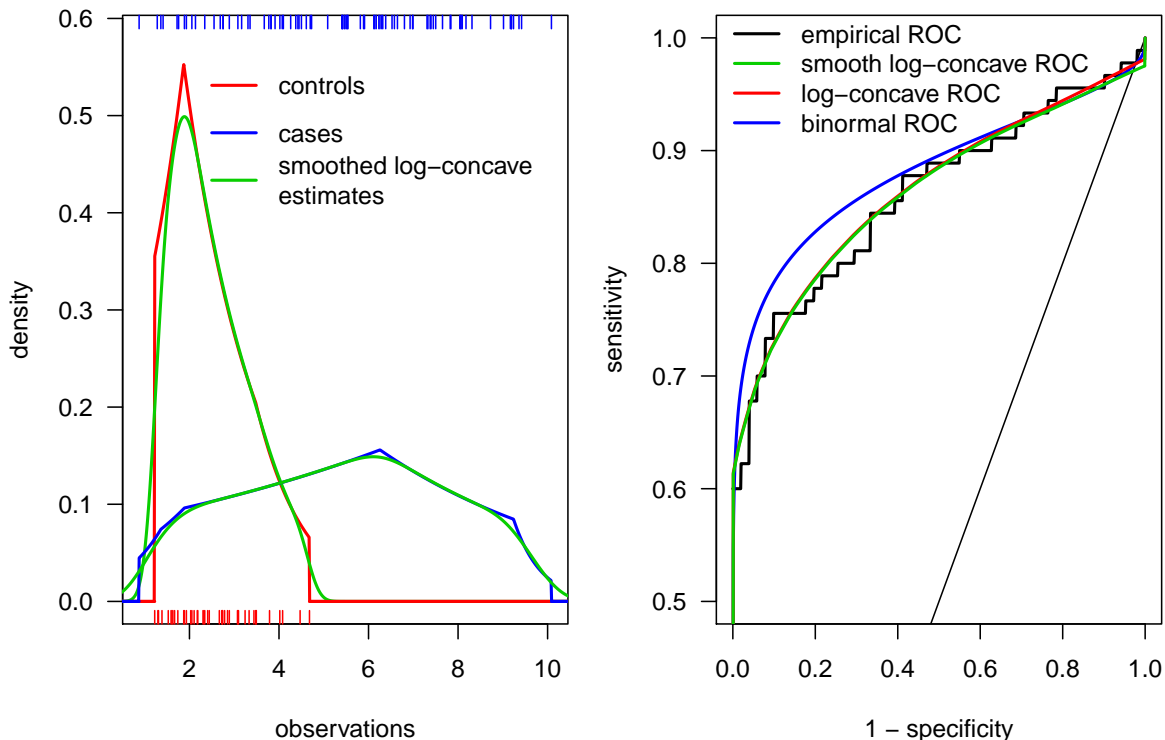 0.6
0.5
0.4
0.3
0.2
0.1
0.0
density
controls
cases
smoothed log−concave
estimates
2
4
6
8
10
observations
1.0
0.9
0.8
0.7
0.6
0.5
sensitivity
empirical ROC
smooth log−concave ROC
log−concave ROC
binormal ROC
0.0
0.2
0.4
0.6
0.8
1.0
1 − specificity